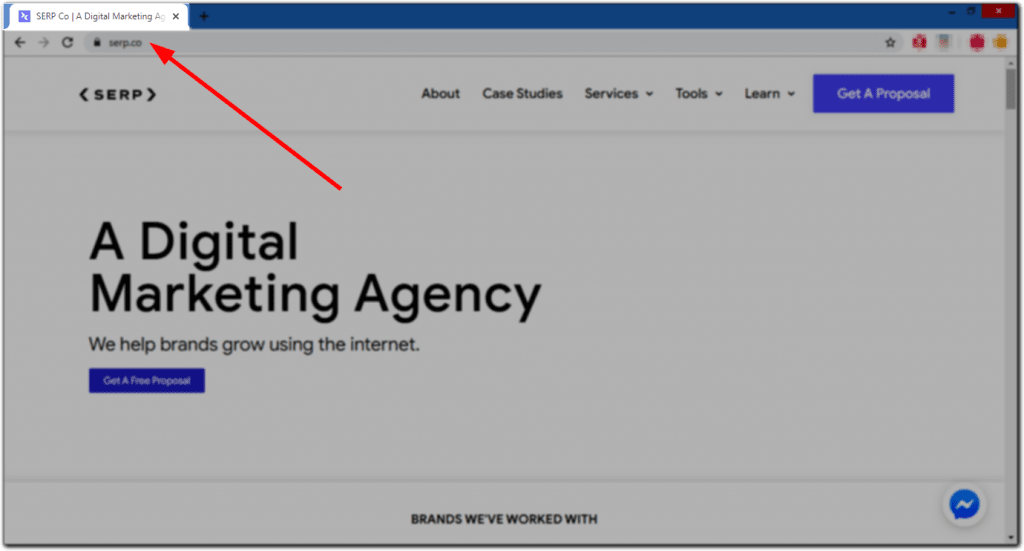 SERP Co | A Digital Marketing Ag
serp.co
SERP
About
Case Studies
Services
Tools
Learn
Get A Proposal
A Digital
Marketing Agency
We help brands grow using the internet.
Get A Free Proposal
BRANDS WE'VE WORKED WITH